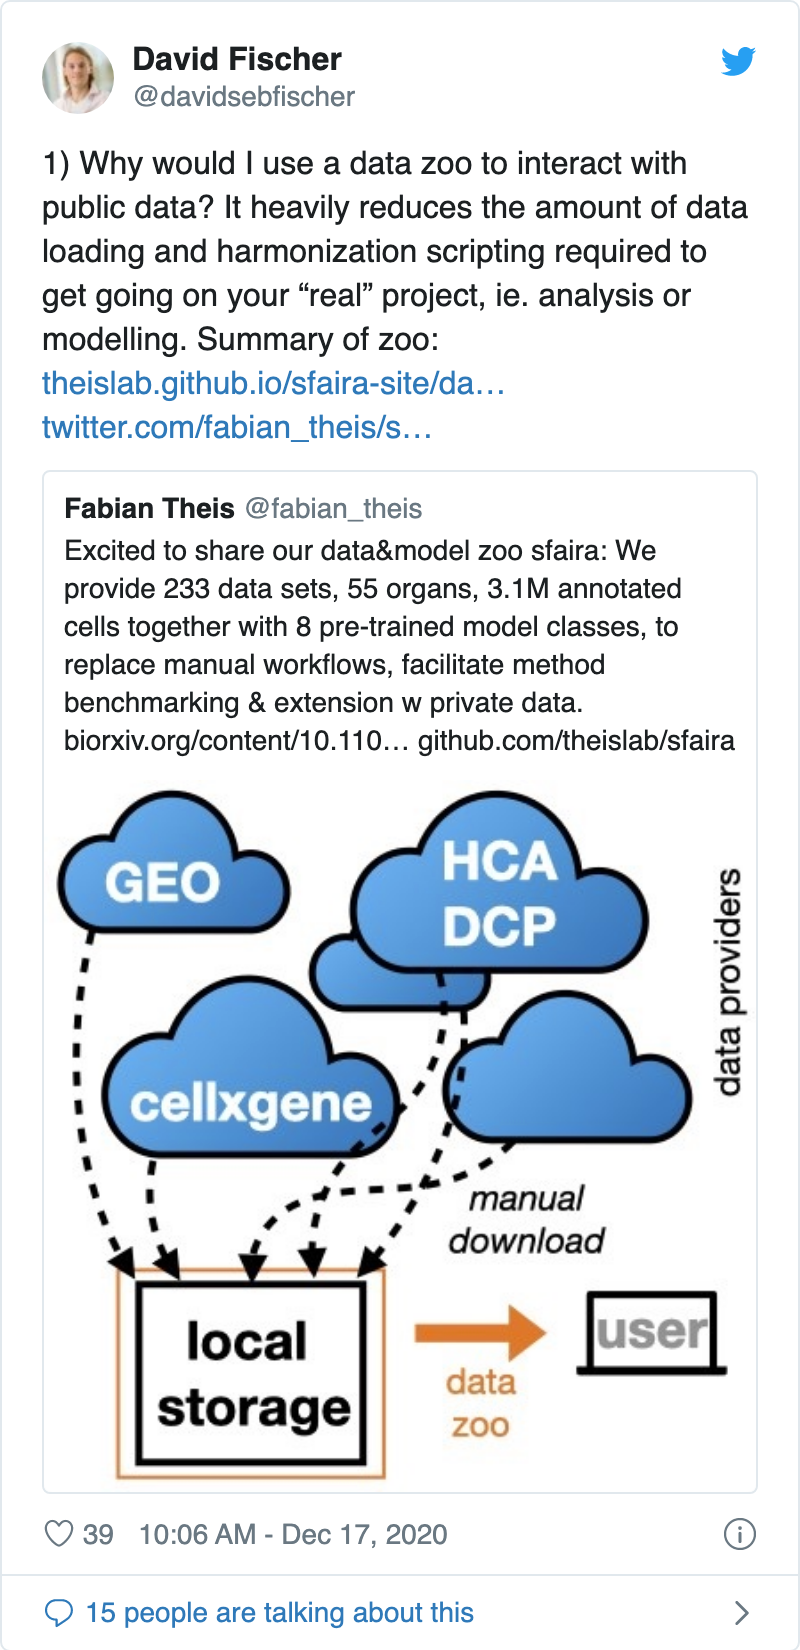 David Fischer
@davidsebfischer
1) Why would I use a data zoo to interact with
public data? It heavily reduces the amount of data
loading and harmonization scripting required to
get going on your “real” project, ie. analysis or
modelling. Summary of zoo:
theislab.github.io/sfaira-site/da…
twitter.com/fabian_theis/s…
Fabian Theis @fabian_theis
Excited to share our data&model zoo sfaira: We
provide 233 data sets, 55 organs, 3.1M annotated
cells together with 8 pre-trained model classes, to
replace manual workflows, facilitate method
benchmarking & extension w private data.
biorxiv.org/content/10.110… github.com/theislab/sfaira
GEO
HCA
DCP
data providers
cellxgene
manual
download
local
storage
data
zoo
user
39 10:06 AM - Dec 17, 2020
15 people are talking about this